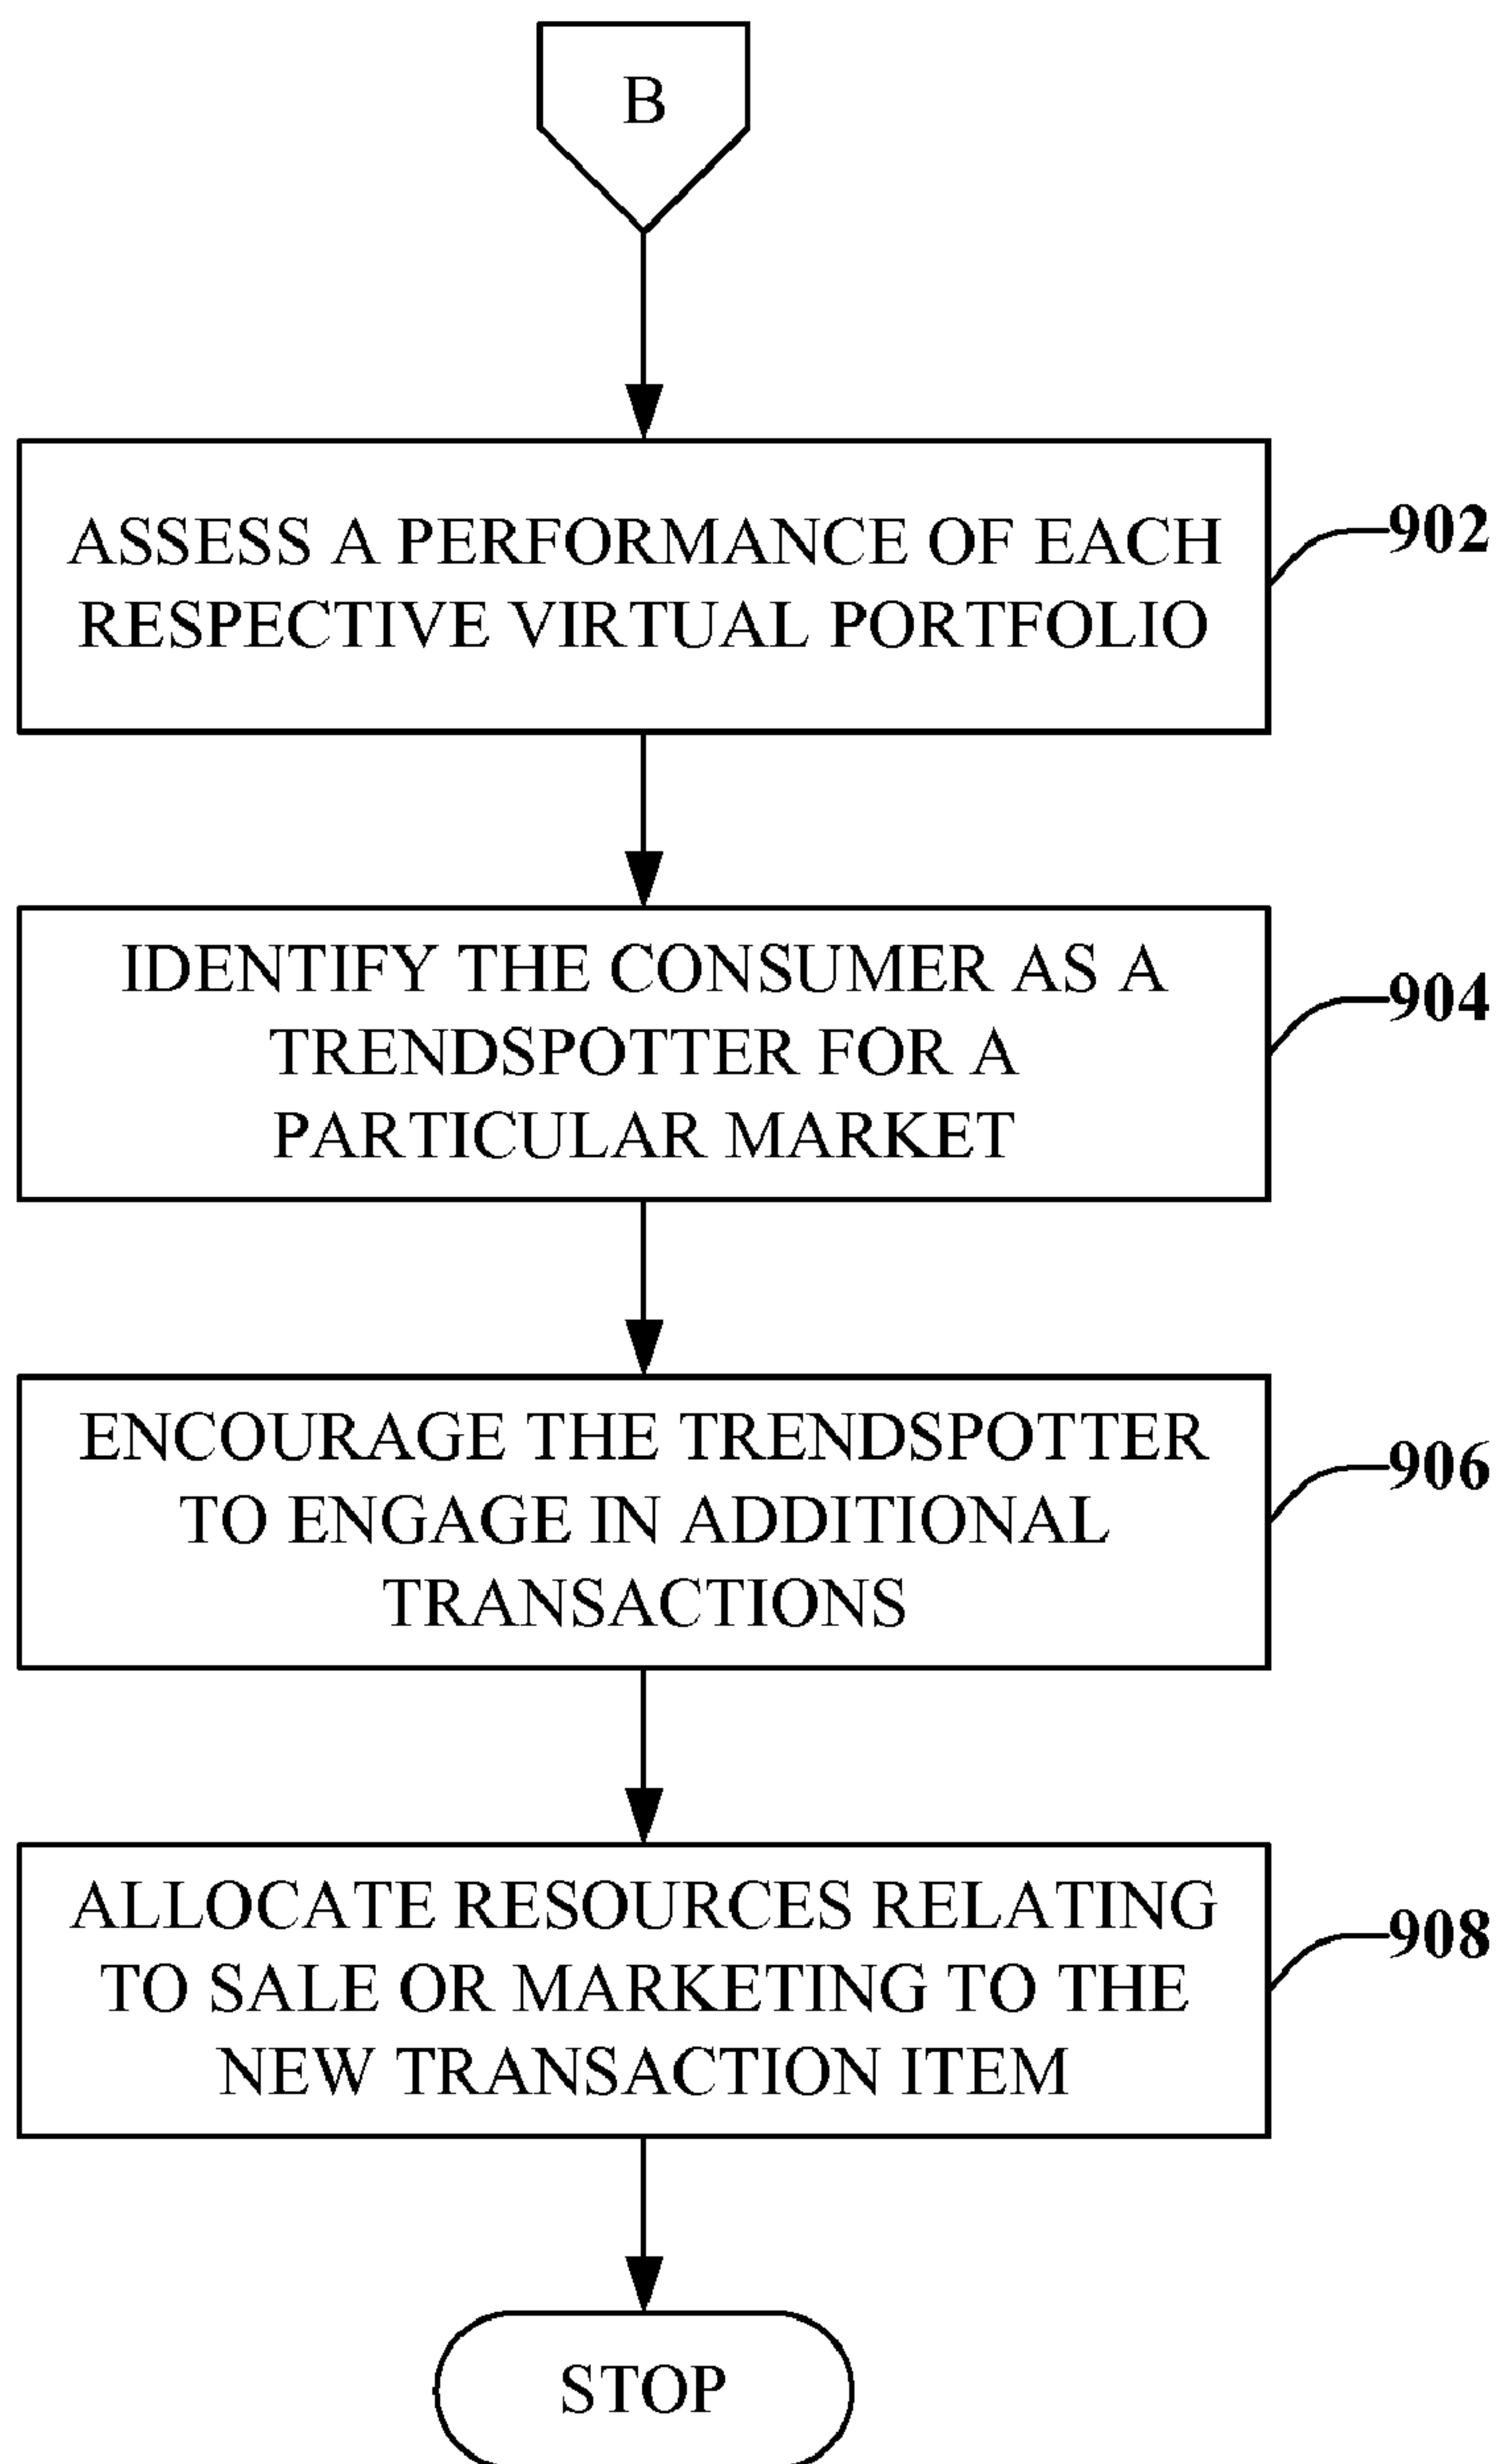 B
ASSESS A PERFORMANCE OF EACH
RESPECTIVE VIRTUAL PORTFOLIO
902
IDENTIFY THE CONSUMER AS A
TRENDSPOTTER FOR A
PARTICULAR MARKET
904
ENCOURAGE THE TRENDSPOTTER
TO ENGAGE IN ADDITIONAL
TRANSACTIONS
906
ALLOCATE RESOURCES RELATING
TO SALE OR MARKETING TO THE
NEW TRANSACTION ITEM
908
STOP